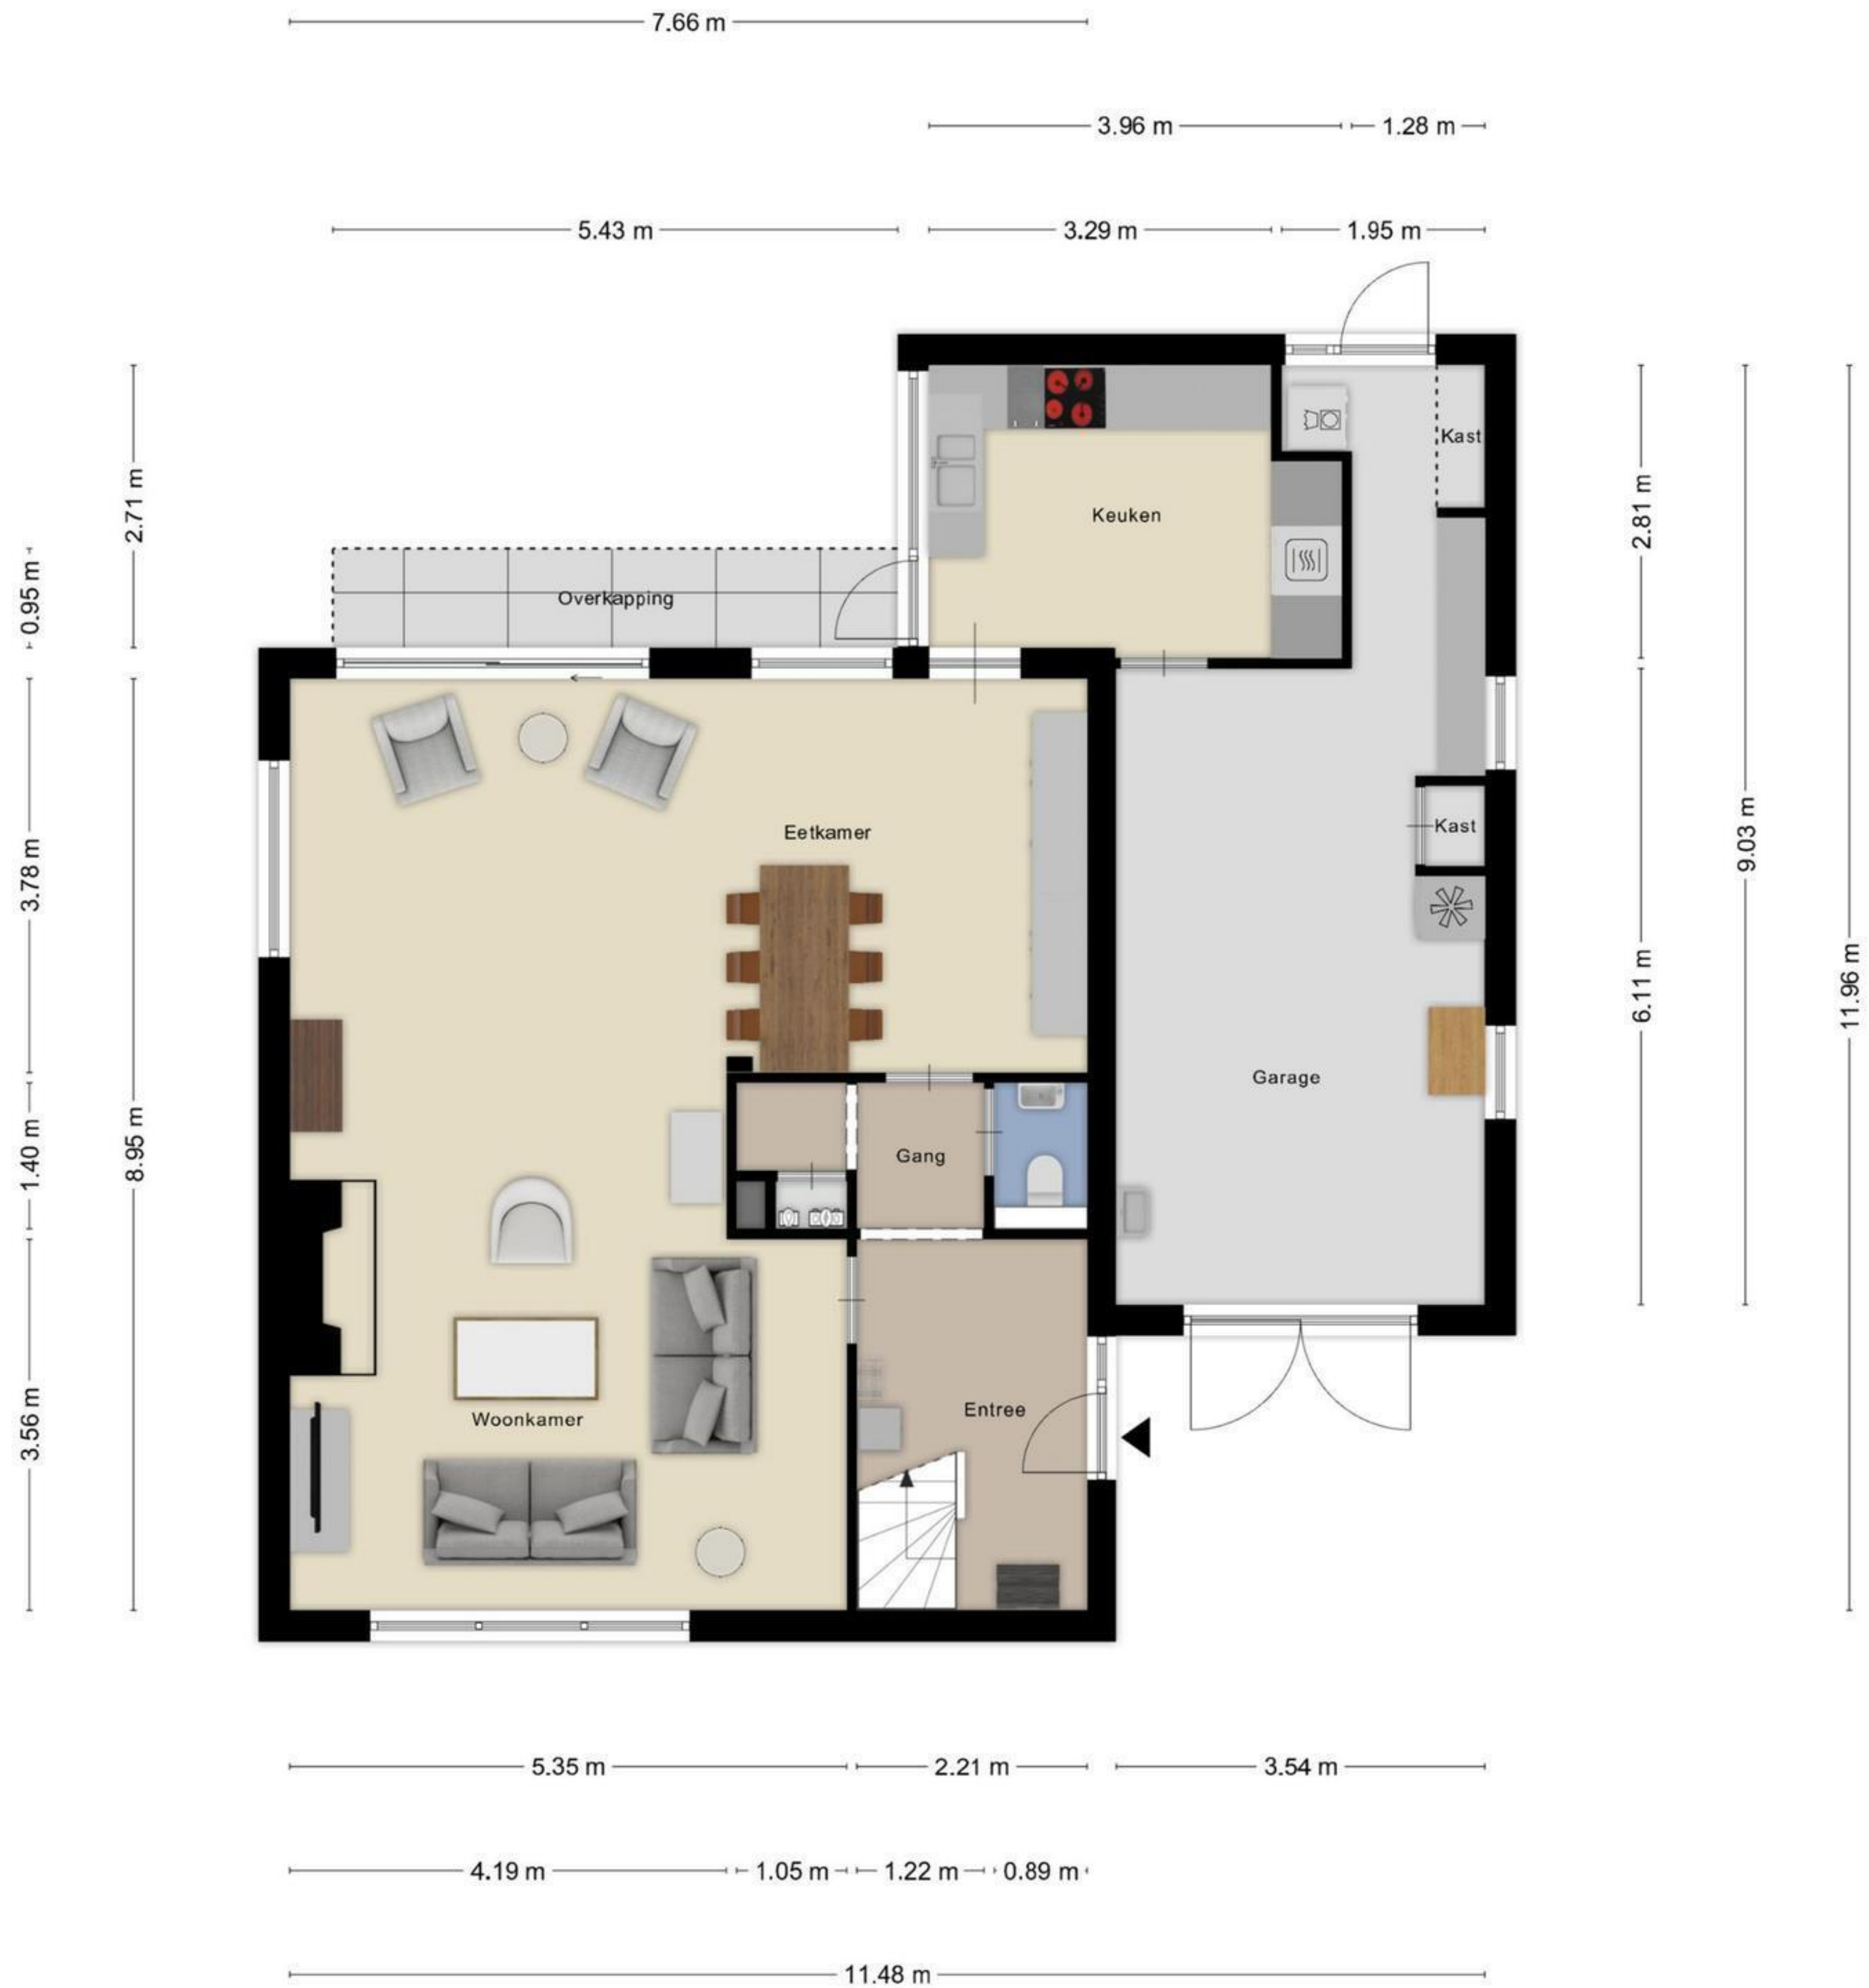 7.66 m
3.96 m
1.28 m
5.43 m
3.29 m
1.95 m
Kast
2.71 m
2.81 m
Keuken
0.95 m
Overkapping
Eetkamer
Kast
3.78 m
9.03 m
6.11 m
11.96 m
Garage
1.40 m
8.95 m
Gang
3.56 m
Woonkamer
Entree
5.35 m
2.21 m
3.54 m
4.19 m
1.05 m
1.22 m
0.89 m
11.48 m